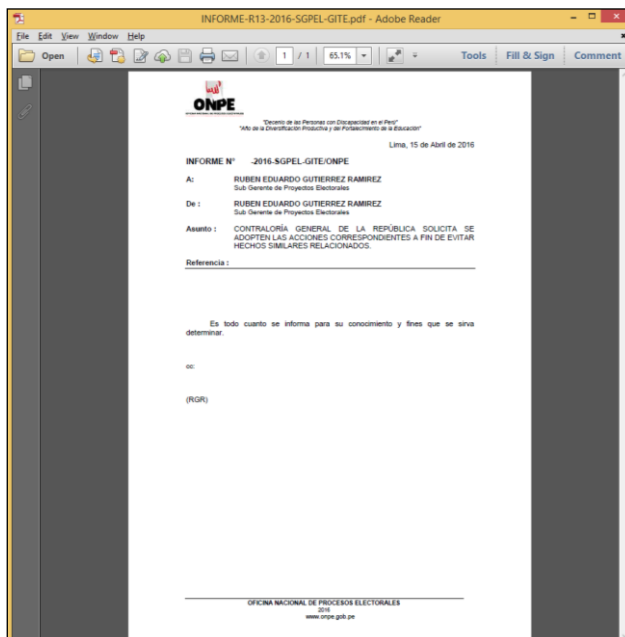 INFORME-R13-2016-SGPEL-GITE.pdf - Adobe Reader
File Edit View Window Help
Open 1 / 1 65.1% Tools Fill & Sign Comment
ONPE
OFICINA NACIONAL DE PROCESOS ELECTORALES
"Decenio de las Personas con Discapacidad en el Perú"
"Año de la Diversificación Productiva y del Fortalecimiento de la Educación"
Lima, 15 de Abril de 2016
INFORME N° -2016-SGPEL-GITE/ONPE
A: RUBEN EDUARDO GUTIERREZ RAMIREZ
Sub Gerente de Proyectos Electorales
De : RUBEN EDUARDO GUTIERREZ RAMIREZ
Sub Gerente de Proyectos Electorales
Asunto : CONTRALORÍA GENERAL DE LA REPÚBLICA SOLICITA SE
ADOPTEN LAS ACCIONES CORRESPONDIENTES A FIN DE EVITAR
HECHOS SIMILARES RELACIONADOS.
Referencia :
Es todo cuanto se informa para su conocimiento y fines que se sirva
determinar.
cc:
(RGR)
OFICINA NACIONAL DE PROCESOS ELECTORALES
2016
www.onpe.gob.pe